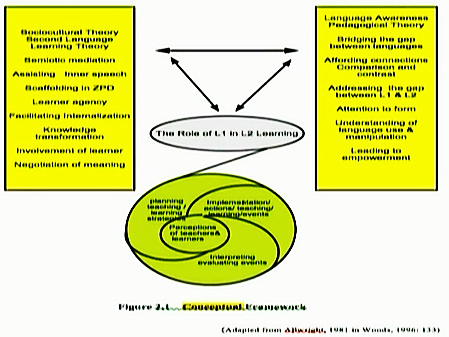 Sociocultural Theory
Second Language
Learning Theory
Semiotic mediation
Assisting Inner speech
Scaffolding in ZPD
Learner agency
Facilitating Internalization
Knowledge
transformation
Involvement of learner
Negotiation of meaning
Language Awareness
Pedagogical Theory
Bridging the gap
between languages
Affording connections
Comparison and
contrast
Addressing the gap
between L1 & L2
Attention to form
Understanding of
language use &
manipulation
Leading to
empowerment
The Role of L1 in L2 Learning
planning
teaching /
learning
strategies
Implementation/
actions/ teaching/
learning/events
Perceptions
of teachers&
learners
Interpreting
evaluating events
Figure 2.1 Conceptual Framework
(Adapted from Allwright, 1981 in Woods, 1996: 133)